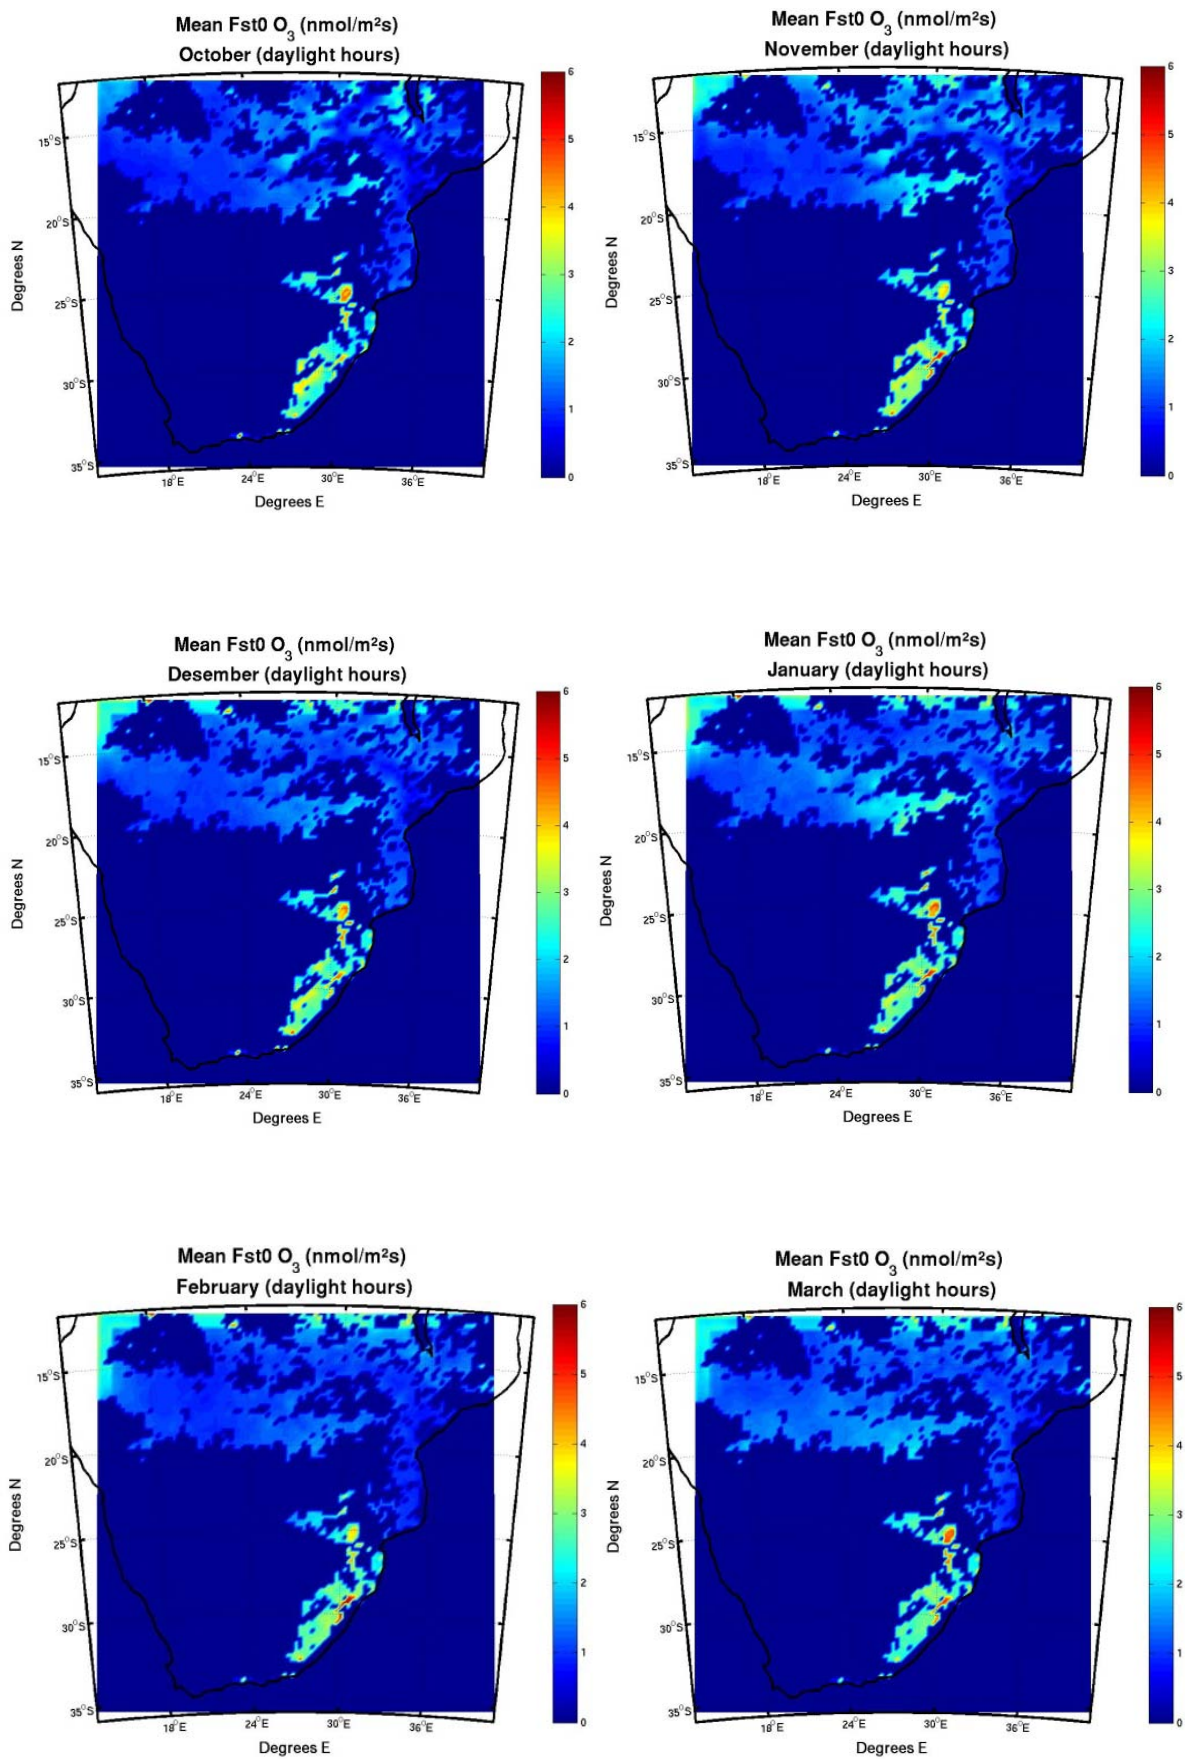 Mean Fst0 O3 (nmol/m²s)
October (daylight hours)
6
5
4
3
2
1
0
15°S
20°S
25°S
30°S
35°S
18°E
24°E
30°E
36°E
Degrees N
Degrees E
Mean Fst0 O3 (nmol/m²s)
November (daylight hours)
6
5
4
3
2
1
0
15°S
20°S
25°S
30°S
35°S
18°E
24°E
30°E
36°E
Degrees N
Degrees E
Mean Fst0 O3 (nmol/m²s)
Desember (daylight hours)
6
5
4
3
2
1
0
15°S
20°S
25°S
30°S
35°S
18°E
24°E
30°E
36°E
Degrees N
Degrees E
Mean Fst0 O3 (nmol/m²s)
January (daylight hours)
6
5
4
3
2
1
0
15°S
20°S
25°S
30°S
35°S
18°E
24°E
30°E
36°E
Degrees N
Degrees E
Mean Fst0 O3 (nmol/m²s)
February (daylight hours)
6
5
4
3
2
1
0
15°S
20°S
25°S
30°S
35°S
18°E
24°E
30°E
36°E
Degrees N
Degrees E
Mean Fst0 O3 (nmol/m²s)
March (daylight hours)
6
5
4
3
2
1
0
15°S
20°S
25°S
30°S
35°S
18°E
24°E
30°E
36°E
Degrees N
Degrees E